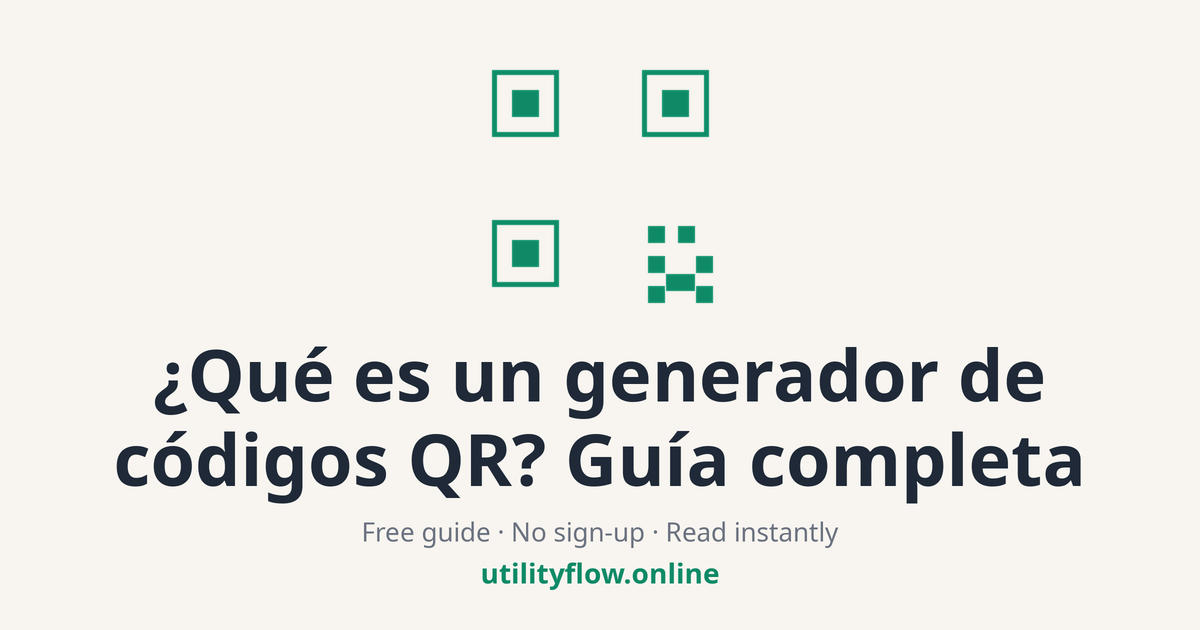 ¿Qué es un generador de
códigos QR? Guía completa
Free guide · No sign-up · Read instantly
utilityflow.online